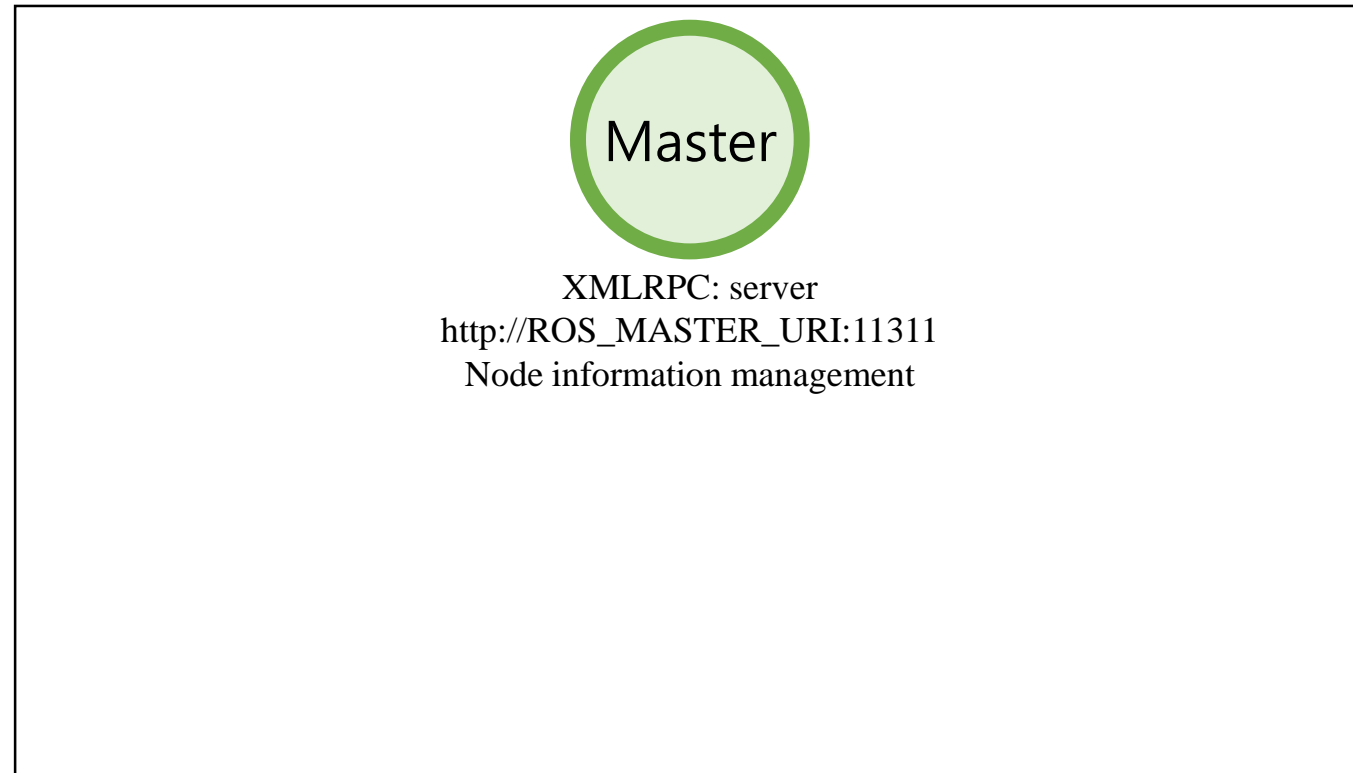 Master
XMLRPC: server
http://ROS_MASTER_URI:11311
Node information management